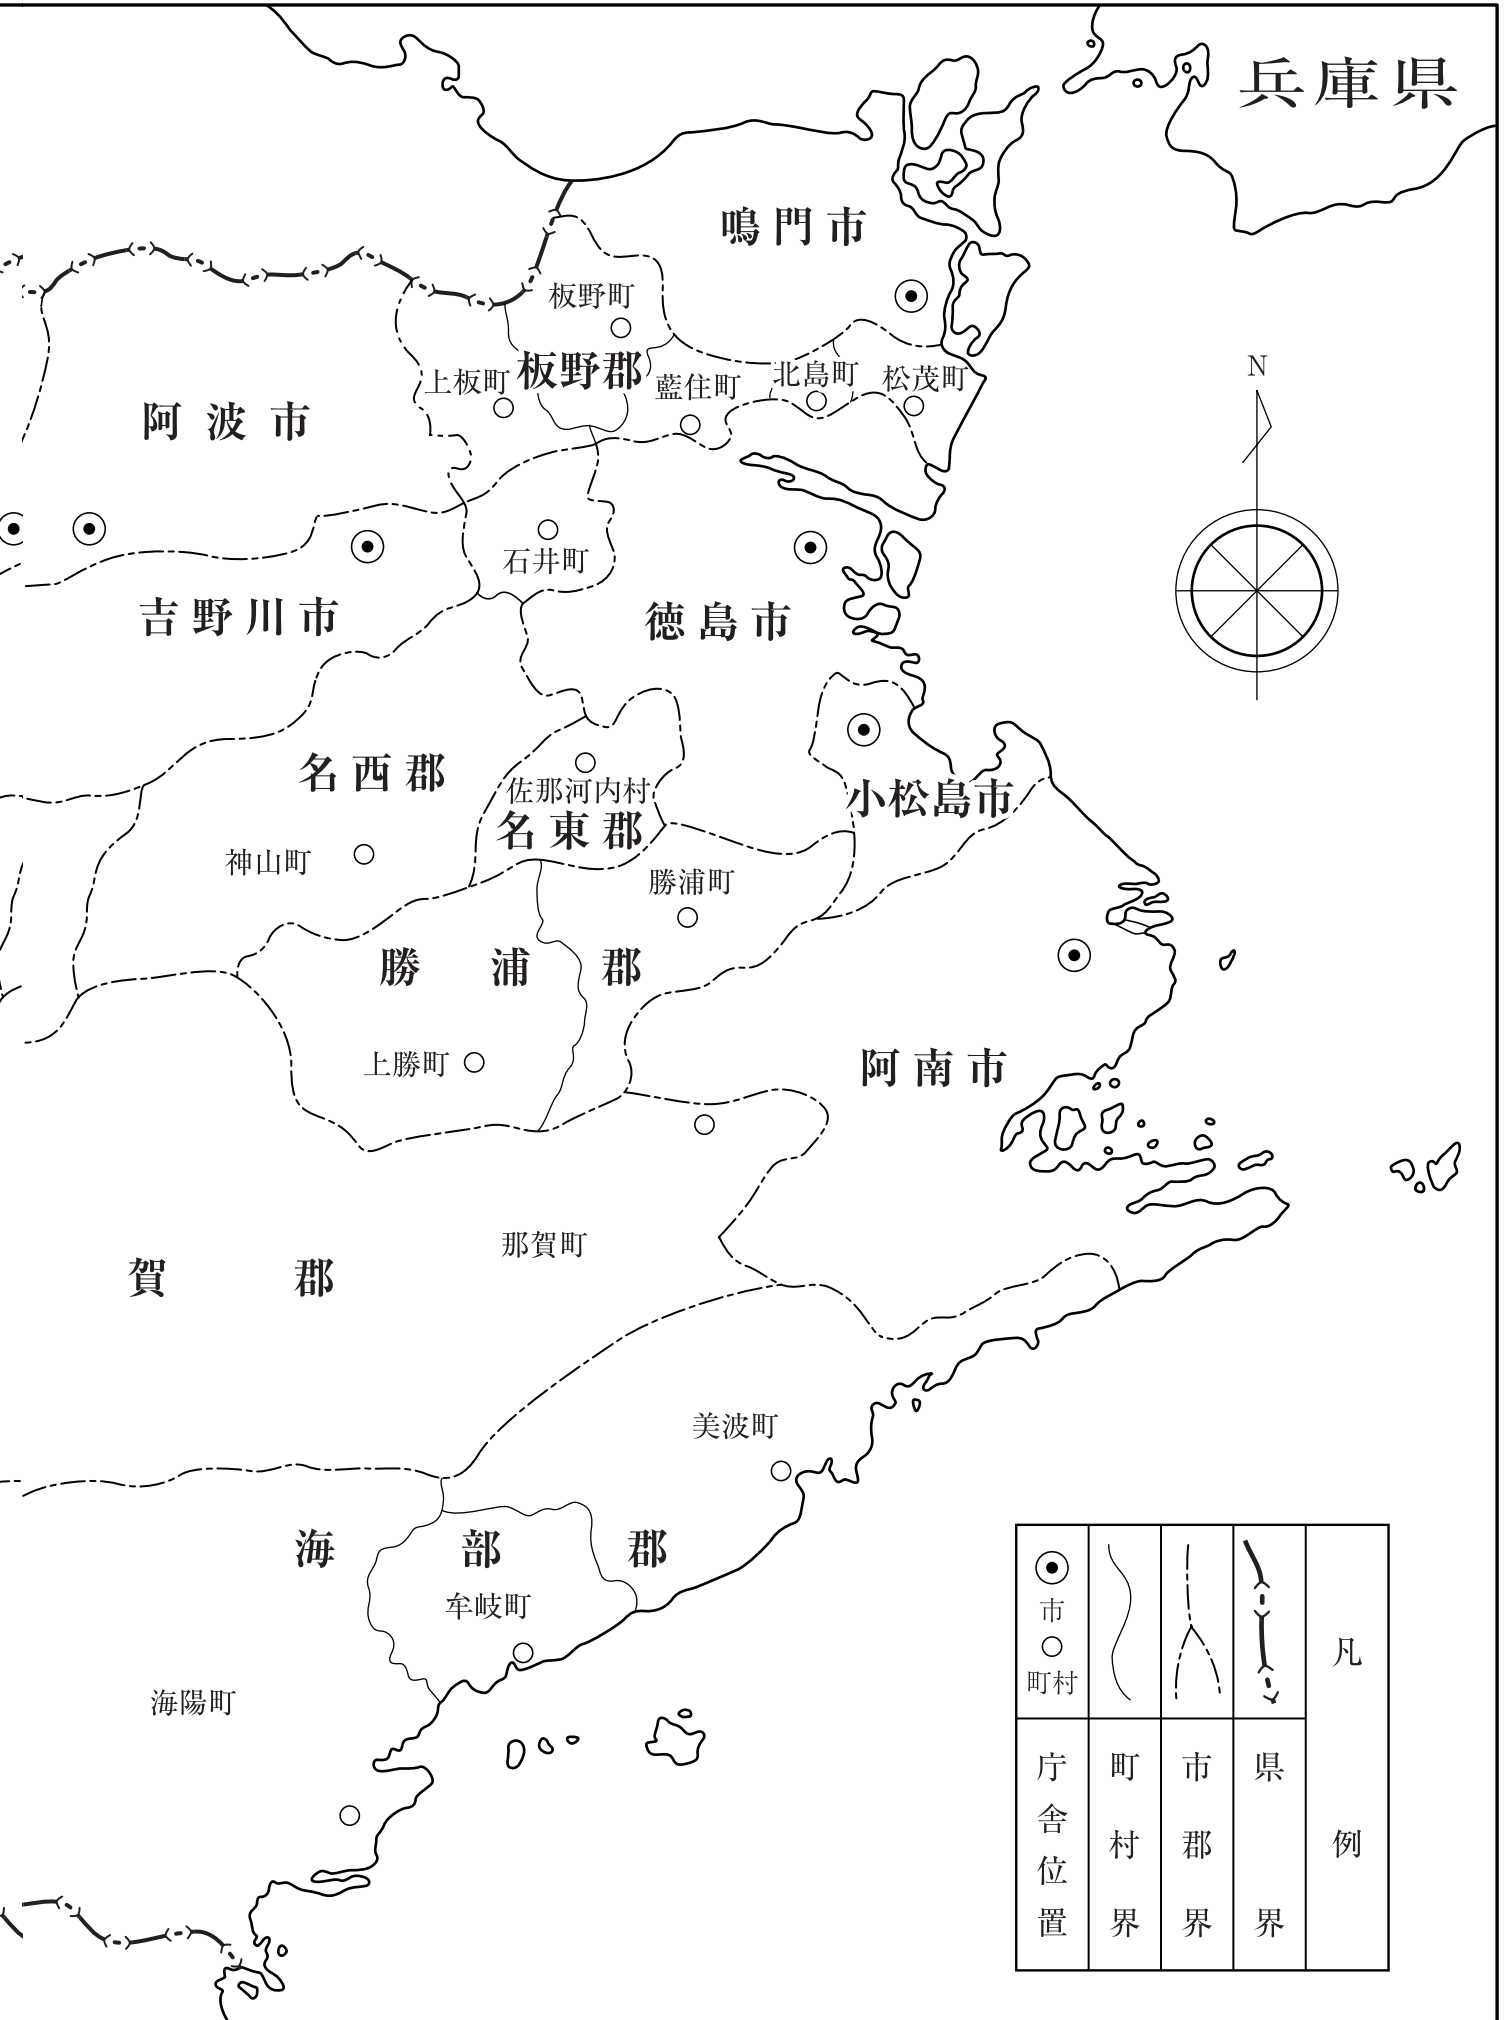 兵庫県
鳴門市
板野町
板野郡
上板町
藍住町
北島町
松茂町
N
阿波市
石井町
吉野川市
徳島市
名西郡
佐那河内村
小松島市
名東郡
神山町
勝浦町
勝浦郡
上勝町
阿南市
那賀町
賀郡
美波町
海部郡
牟岐町
海陽町
凡例
県界
市郡界
町村界
市
町村
庁舎位置